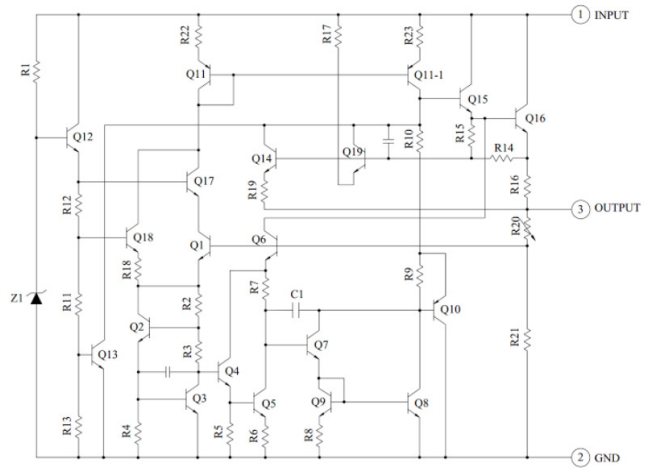 1 INPUT
R22
R17
R23
R1
Q11
Q11-1
Q15
Q16
Q12
R10
R15
R14
Q14
Q19
R12
Q17
R19
R16
3 OUTPUT
Q18
Q1
Q6
R20
R18
R7
R9
Z1
R11
R2
C1
Q10
Q2
R21
Q7
R3
Q13
Q4
Q3
Q5
Q9
Q8
R13
R4
R5
R6
R8
2 GND